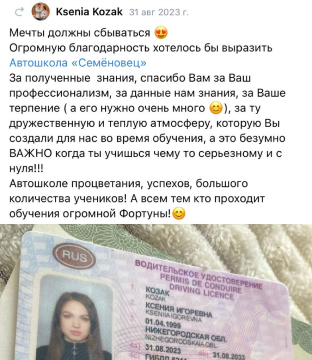 Ksenia Kozak 31 авг 2023 г.
Мечты должны сбываться 😍
Огромную благодарность хотелось бы выразить
Автошкола «Семёновец»
За полученные знания, спасибо Вам за Ваш
профессионализм, за данные нам знания, за Ваше
терпение ( а его нужно очень много 😊), за ту
дружественную и теплую атмосферу, которую Вы
создали для нас во время обучения, а это безумно
ВАЖНО когда ты учишься чему то серьезному и с
нуля!!!
Автошколе процветания, успехов, большого
количества учеников! А всем тем кто проходит
обучения огромной Фортуны!😊
RUS
ВОДИТЕЛЬСКОЕ УДОСТОВЕРЕНИЕ
PERMIS DE CONDUIRE
DRIVING LICENCE
КОЗАК
KOZAK
КСЕНИЯ ИГОРЕВНА
KSENIIA IGOREVNA
01.04.1999
НИЖЕГОРОДСКАЯ ОБЛ.
NIZHEGORODSKAIA OBL.
31.08.2023 31.08.2033
ГИБДД